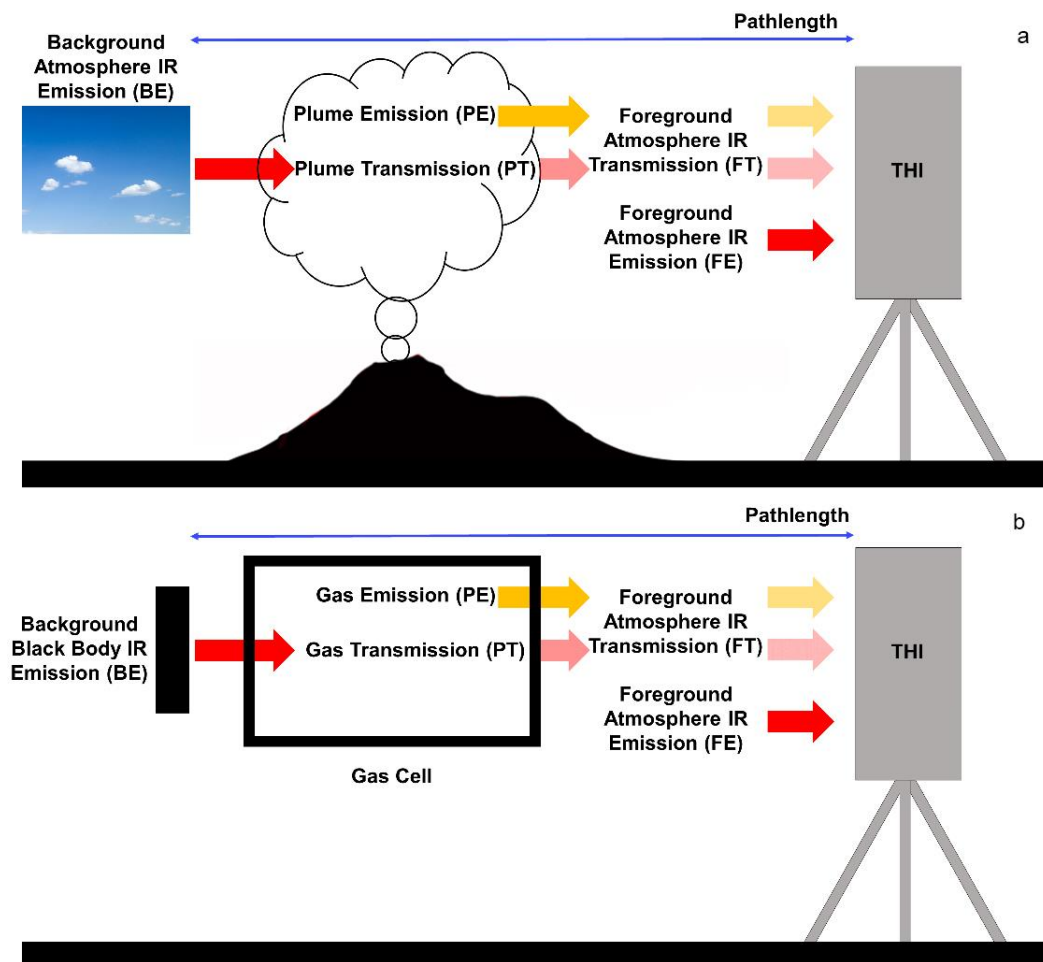 Pathlength
a
Background
Atmosphere IR
Emission (BE)
Plume Emission (PE)
Plume Transmission (PT)
Foreground
Atmosphere IR
Transmission (FT)
Foreground
Atmosphere IR
Emission (FE)
THI
Pathlength
b
Background
Black Body IR
Emission (BE)
Gas Emission (PE)
Gas Transmission (PT)
Gas Cell
Foreground
Atmosphere IR
Transmission (FT)
Foreground
Atmosphere IR
Emission (FE)
THI